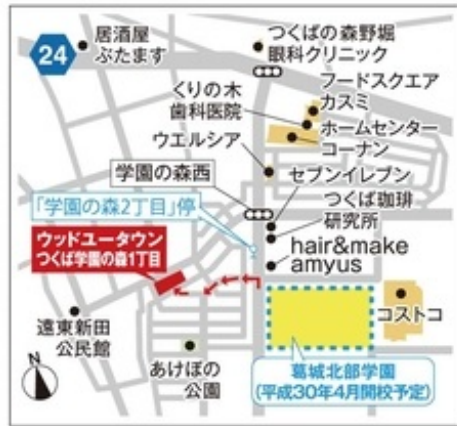 24
居酒屋
ぶたます
つくばの森野堀
眼科クリニック
フードスクエア
カスミ
くりの木
歯科医院
ホームセンター
コーナン
ウエルシア
学園の森西
セブンイレブン
「学園の森2丁目」停
つくば珈琲
研究所
ウッドユータウン
つくば学園の森1丁目
hair&make
amyus
コストコ
遠東新田
公民館
あけぼの
公園
葛城北部学園
(平成30年4月開校予定)
N